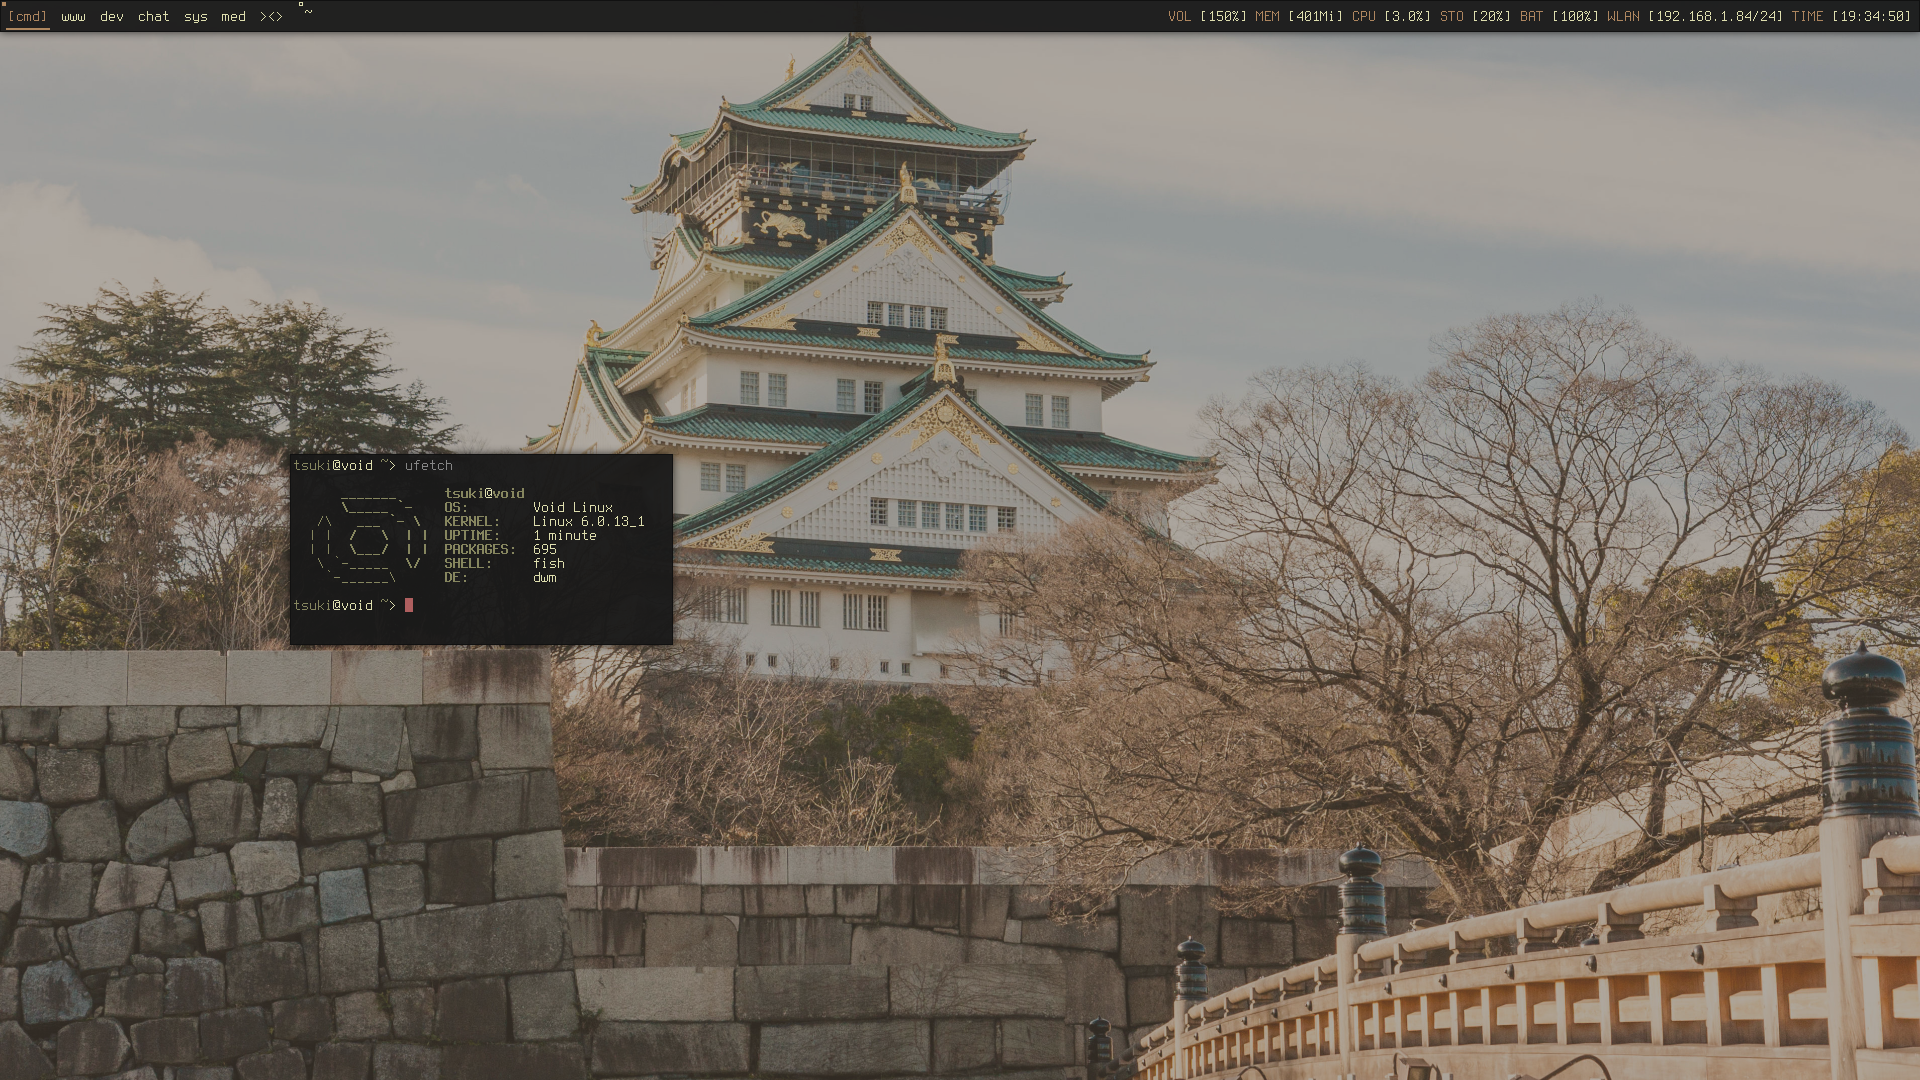 [cmd] www dev chat sys med ><> ~ VOL [150%] MEM [401Mi] CPU [3.0%] STO [20%] BAT [100%] WLAN [192.168.1.84/24] TIME [19:34:50]
tsuki@void ~> ufetch
tsuki@void
OS: Void Linux
KERNEL: Linux 6.0.13_1
UPTIME: 1 minute
PACKAGES: 695
SHELL: fish
DE: dwm
tsuki@void ~>